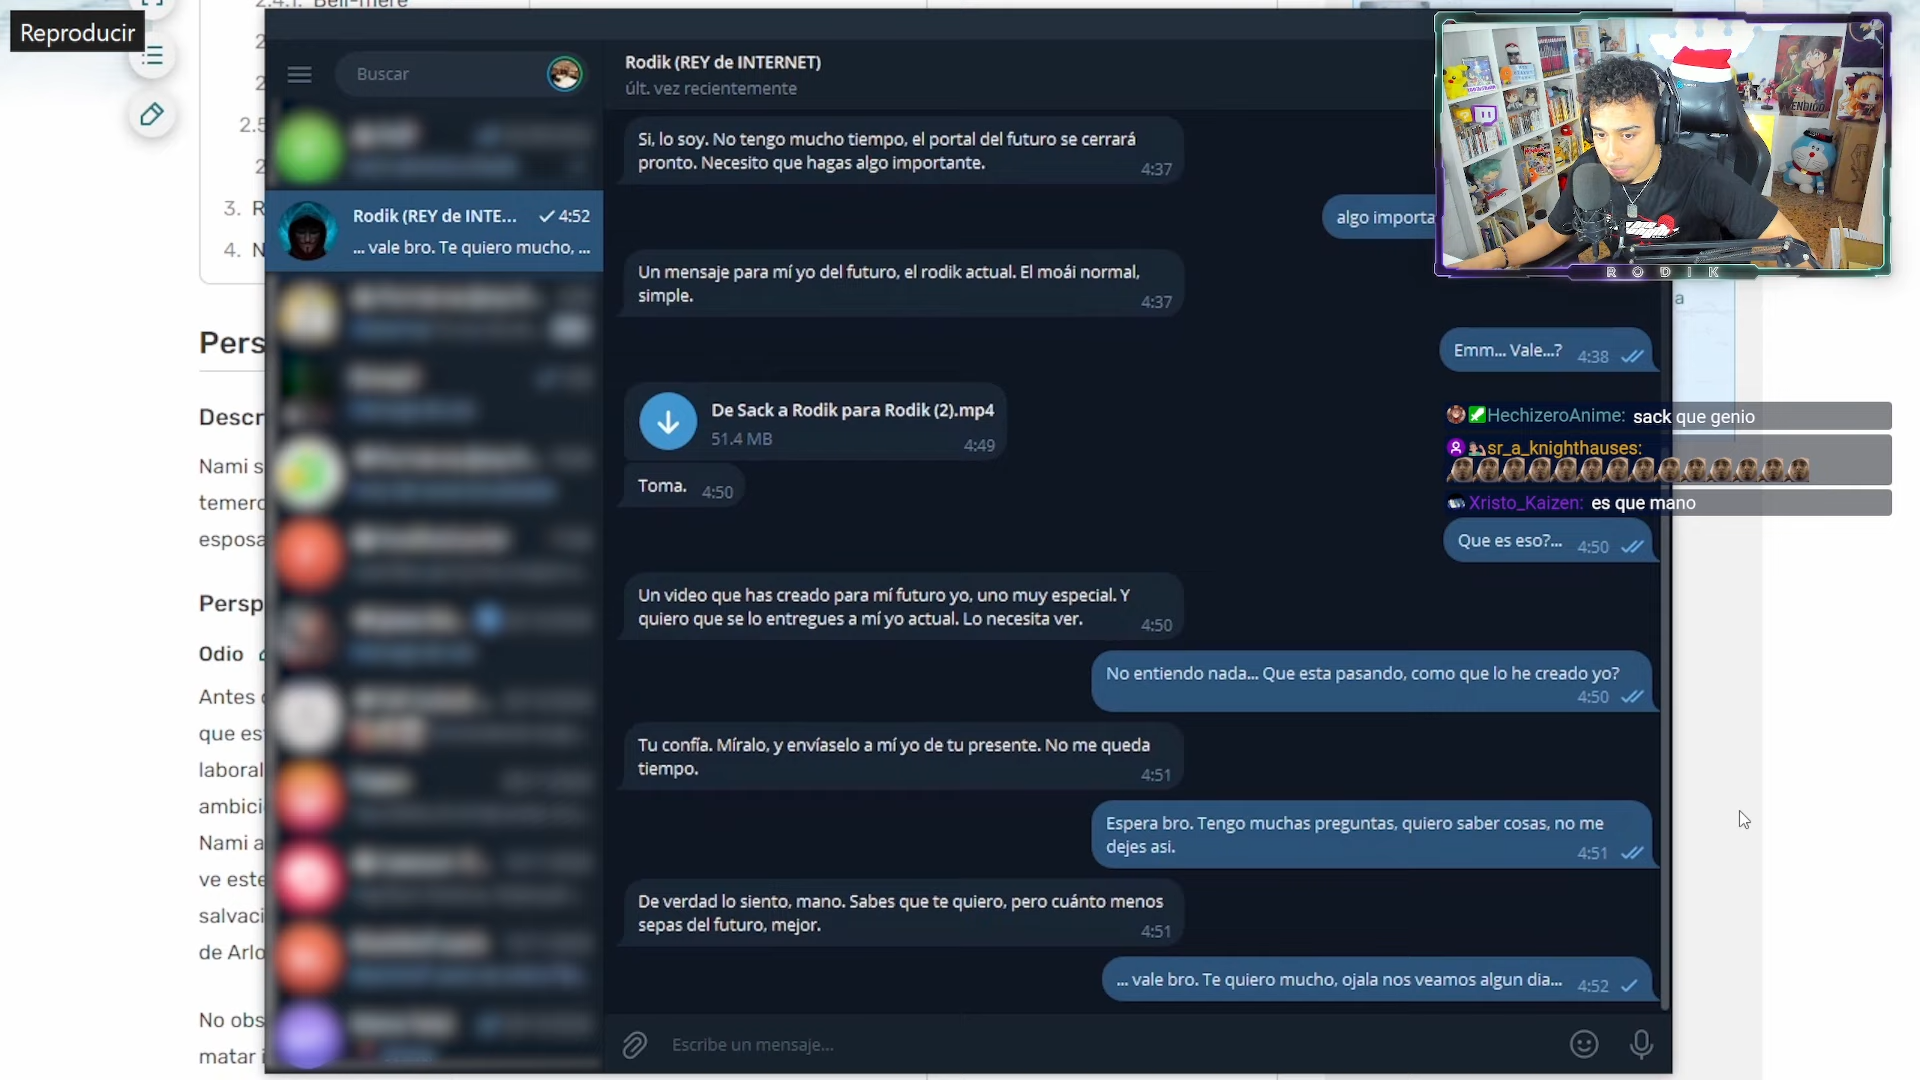 Reproducir
2.4.1. Bell-mère
2.5
3. R
4. N
Pers
Descr
Nami s
temero
esposa
Persp
Odio
Antes
que es
laboral
ambici
Nami a
ve este
salvaci
de Arlo
No obs
matar i
Buscar
Rodik (REY de INTE...
4:52
... vale bro. Te quiero mucho, ...
Rodik (REY de INTERNET)
últ. vez recientemente
Si, lo soy. No tengo mucho tiempo, el portal del futuro se cerrará
pronto. Necesito que hagas algo importante.
4:37
algo importa
Un mensaje para mí yo del futuro, el rodik actual. El moái normal,
simple.
4:37
Emm... Vale...?
4:38
De Sack a Rodik para Rodik (2).mp4
51.4 MB
4:49
Toma.
4:50
Que es eso?...
4:50
Un video que has creado para mí futuro yo, uno muy especial. Y
quiero que se lo entregues a mí yo actual. Lo necesita ver.
4:50
No entiendo nada... Que esta pasando, como que lo he creado yo?
4:50
Tu confía. Míralo, y envíaselo a mí yo de tu presente. No me queda
tiempo.
4:51
Espera bro. Tengo muchas preguntas, quiero saber cosas, no me
dejes asi.
4:51
De verdad lo siento, mano. Sabes que te quiero, pero cuánto menos
sepas del futuro, mejor.
4:51
... vale bro. Te quiero mucho, ojala nos veamos algun dia...
4:52
Escribe un mensaje...
RODIK
HechizeroAnime: sack que genio
sr_a_knighthauses:
Xristo_Kaizen: es que mano